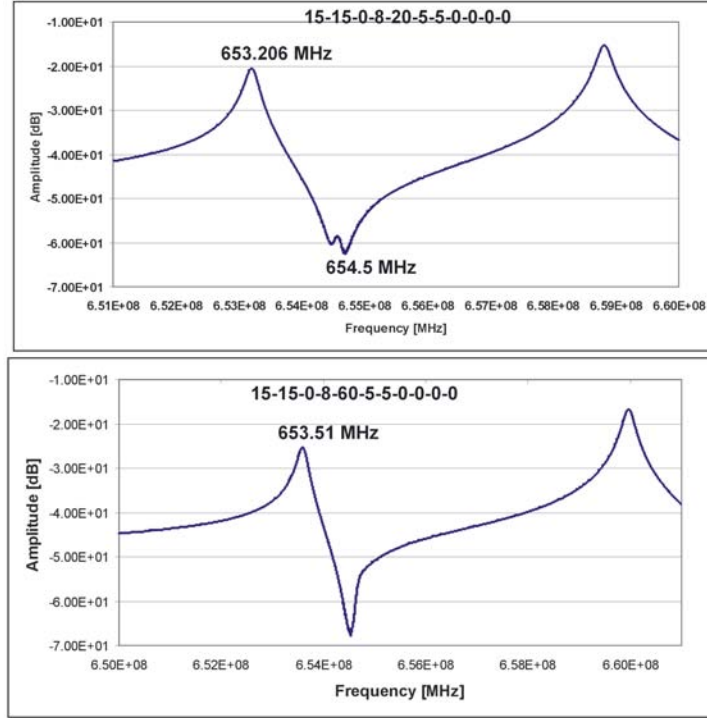 15-15-0-8-20-5-5-0-0-0-0
-1.00E+01
653.206 MHz
-2.00E+01
-3.00E+01
-4.00E+01
-5.00E+01
-6.00E+01
654.5 MHz
-7.00E+01
Amplitude [dB]
6.51E+08 6.52E+08 6.53E+08 6.54E+08 6.55E+08 6.56E+08 6.57E+08 6.58E+08 6.59E+08 6.60E+08
Frequency [MHz]
-1.00E+01
15-15-0-8-60-5-5-0-0-0-0
-2.00E+01
653.51 MHz
-3.00E+01
-4.00E+01
-5.00E+01
-6.00E+01
-7.00E+01
Amplitude [dB]
6.50E+08 6.52E+08 6.54E+08 6.56E+08 6.58E+08 6.60E+08
Frequency [MHz]